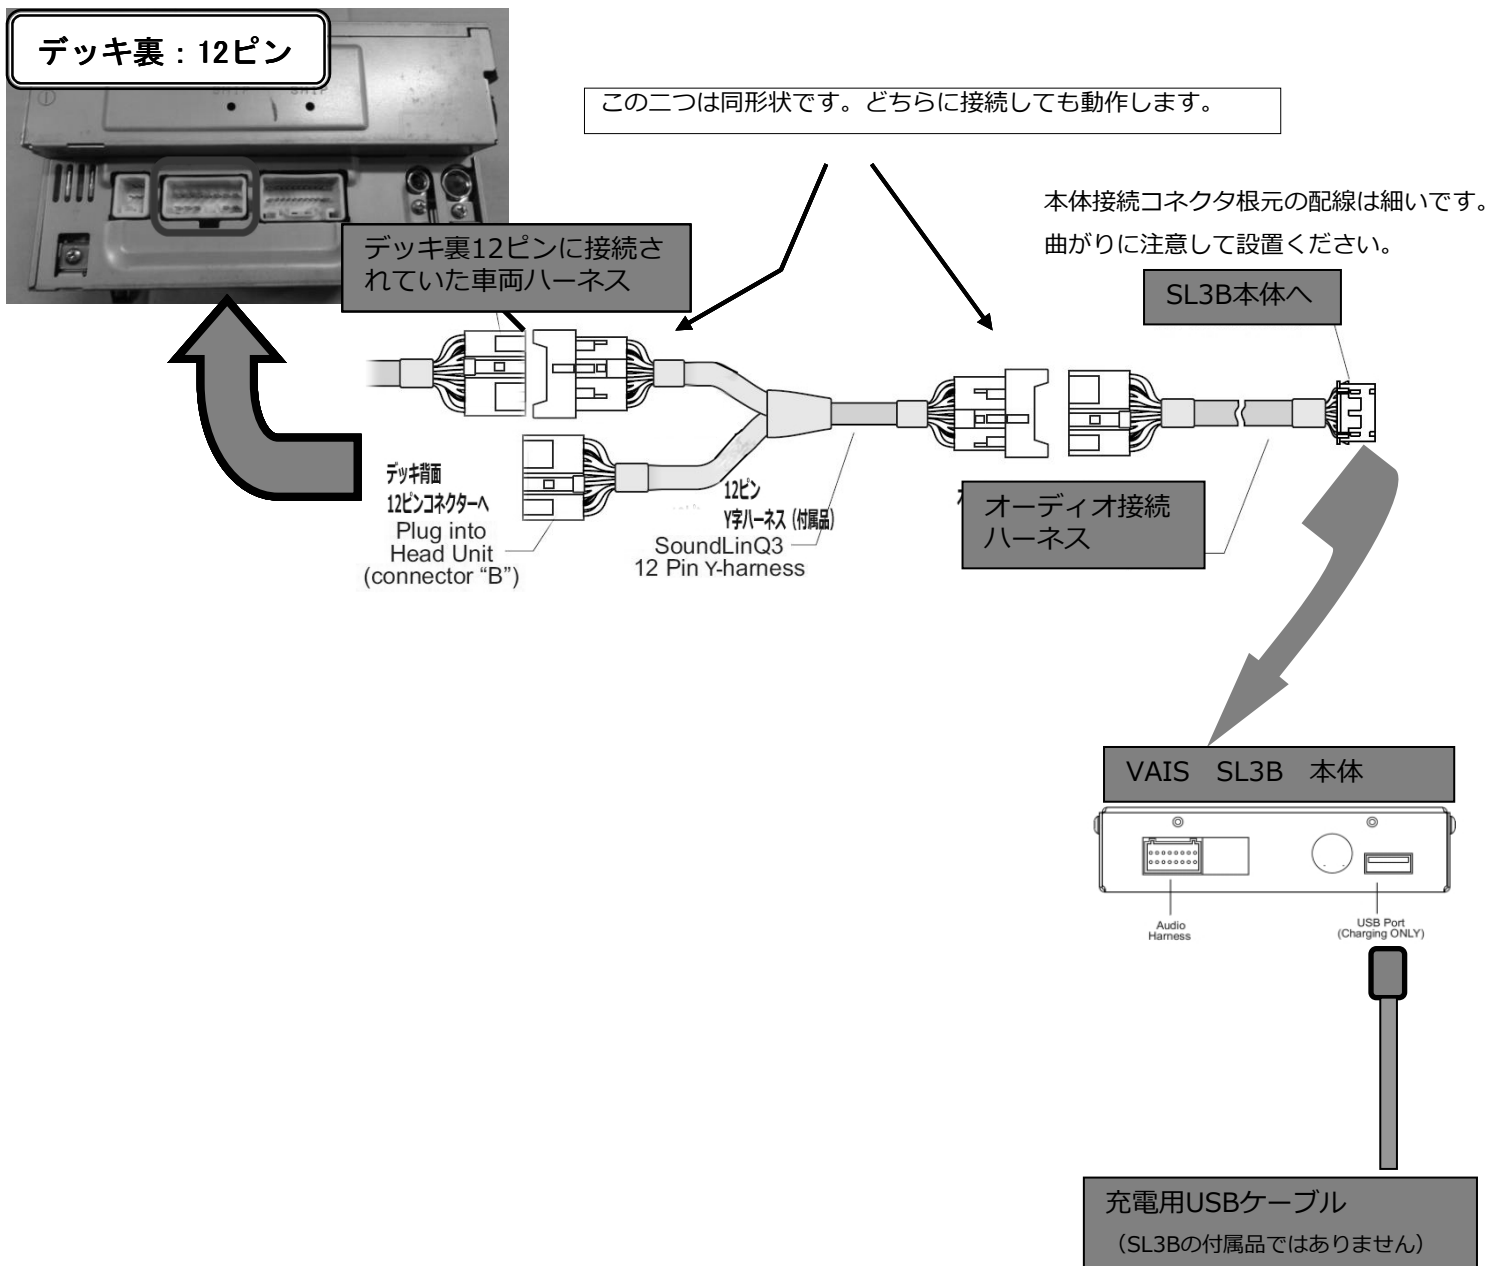 デッキ裏：12ピン
この二つは同形状です。どちらに接続しても動作します。
本体接続コネクタ根元の配線は細いです。
曲がりに注意して設置ください。
デッキ裏12ピンに接続さ
れていた車両ハーネス
SL3B本体へ
デッキ背面
12ピンコネクターへ
Plug into
Head Unit
(connector “B”)
12ピン
Y字ハーネス（付属品）
SoundLinQ3
12 Pin Y-harness
オーディオ接続
ハーネス
VAIS　SL3B　本体
Audio
Harness
USB Port
(Charging ONLY)
充電用USBケーブル
（SL3Bの付属品ではありません）